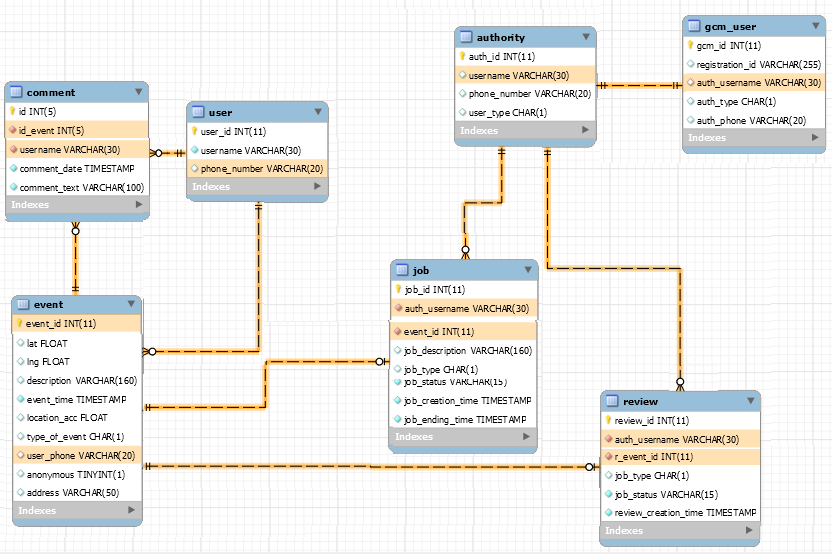 comment
id INT(5)
id_event INT(5)
username VARCHAR(30)
comment_date TIMESTAMP
comment_text VARCHAR(100)
Indexes
user
user_id INT(11)
username VARCHAR(30)
phone_number VARCHAR(20)
Indexes
authority
auth_id INT(11)
username VARCHAR(30)
phone_number VARCHAR(20)
user_type CHAR(1)
Indexes
gcm_user
gcm_id INT(11)
registration_id VARCHAR(255)
auth_username VARCHAR(30)
auth_type CHAR(1)
auth_phone VARCHAR(20)
Indexes
event
event_id INT(11)
lat FLOAT
lng FLOAT
description VARCHAR(160)
event_time TIMESTAMP
location_acc FLOAT
type_of_event CHAR(1)
user_phone VARCHAR(20)
anonymous TINYINT(1)
address VARCHAR(50)
Indexes
job
job_id INT(11)
auth_username VARCHAR(30)
event_id INT(11)
job_description VARCHAR(160)
job_type CHAR(1)
job_status VARCHAR(15)
job_creation_time TIMESTAMP
job_ending_time TIMESTAMP
Indexes
review
review_id INT(11)
auth_username VARCHAR(30)
r_event_id INT(11)
job_type CHAR(1)
job_status VARCHAR(15)
review_creation_time TIMESTAMP
Indexes